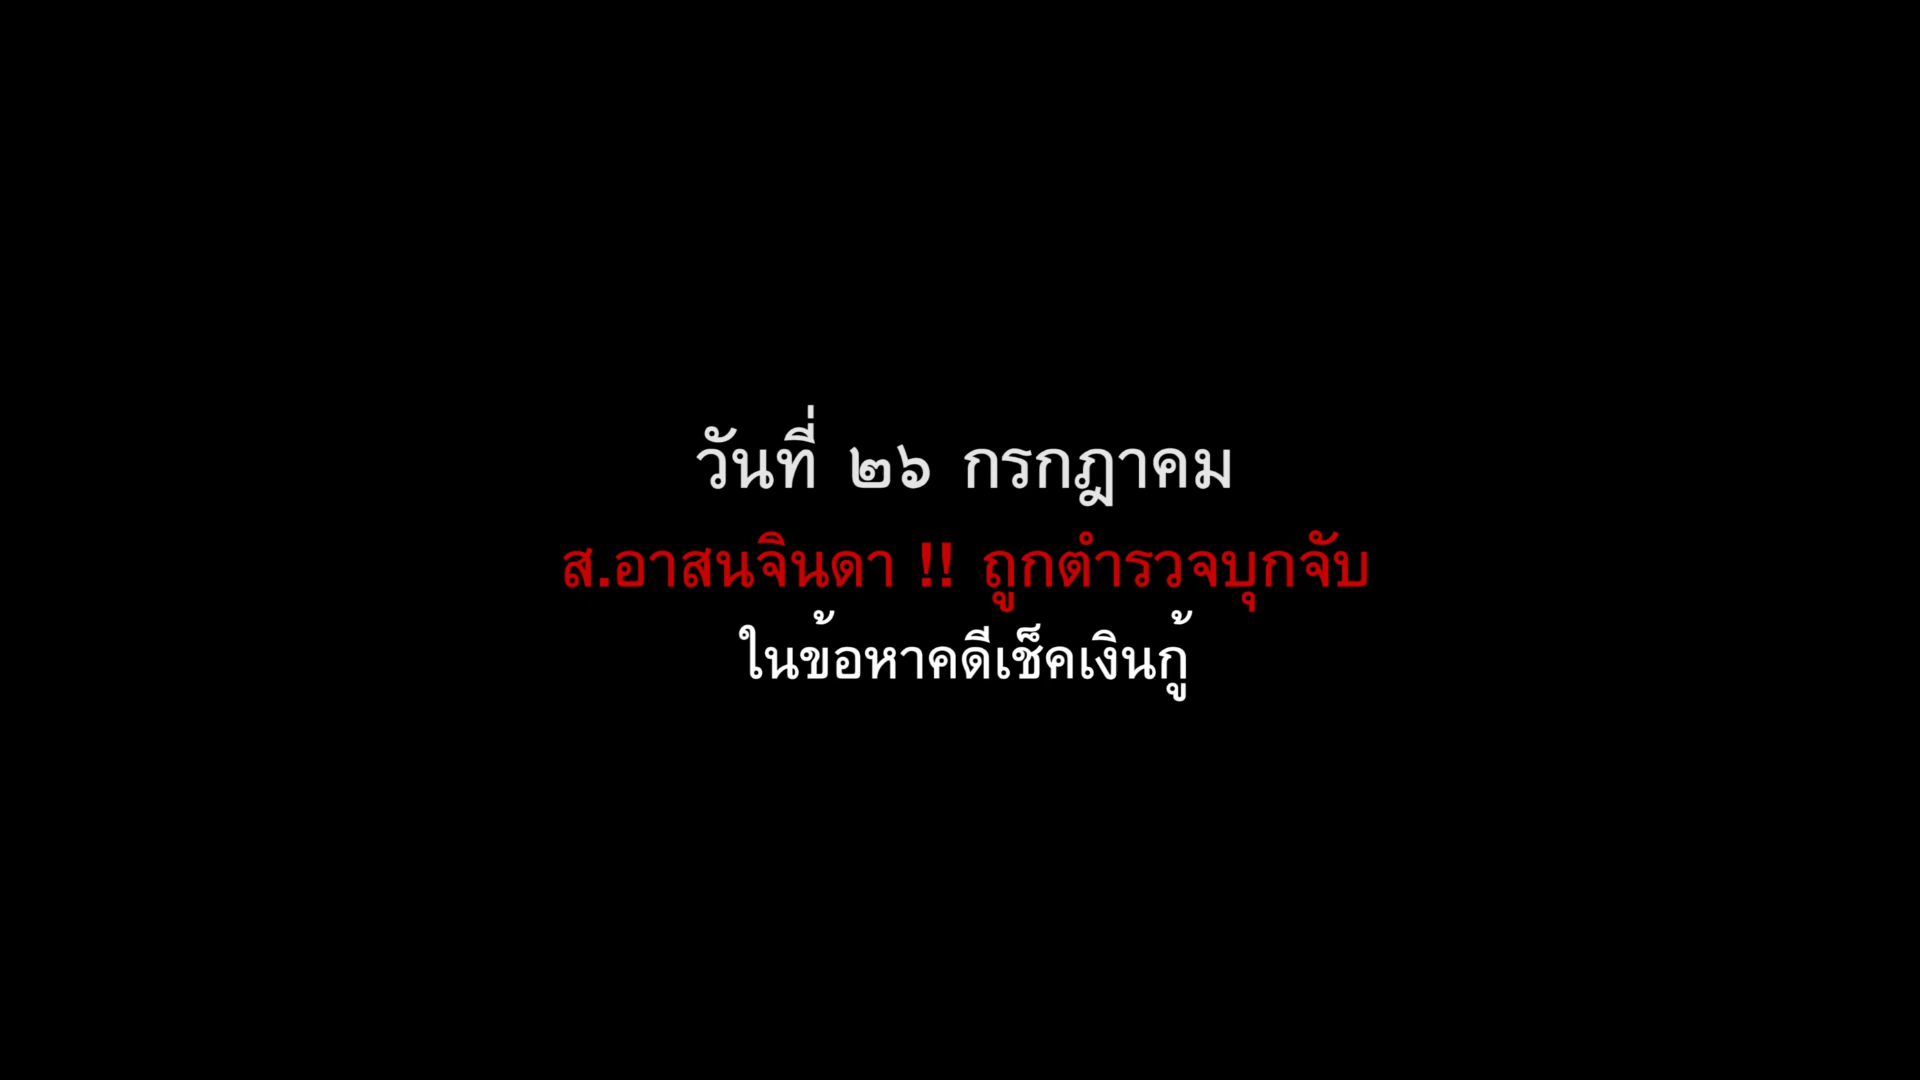 วันที่ ๒๖ กรกฎาคม
ส.อาสนจินดา !! ถูกตำรวจบุกจับ
ในข้อหาคดีเช็คเงินกู้